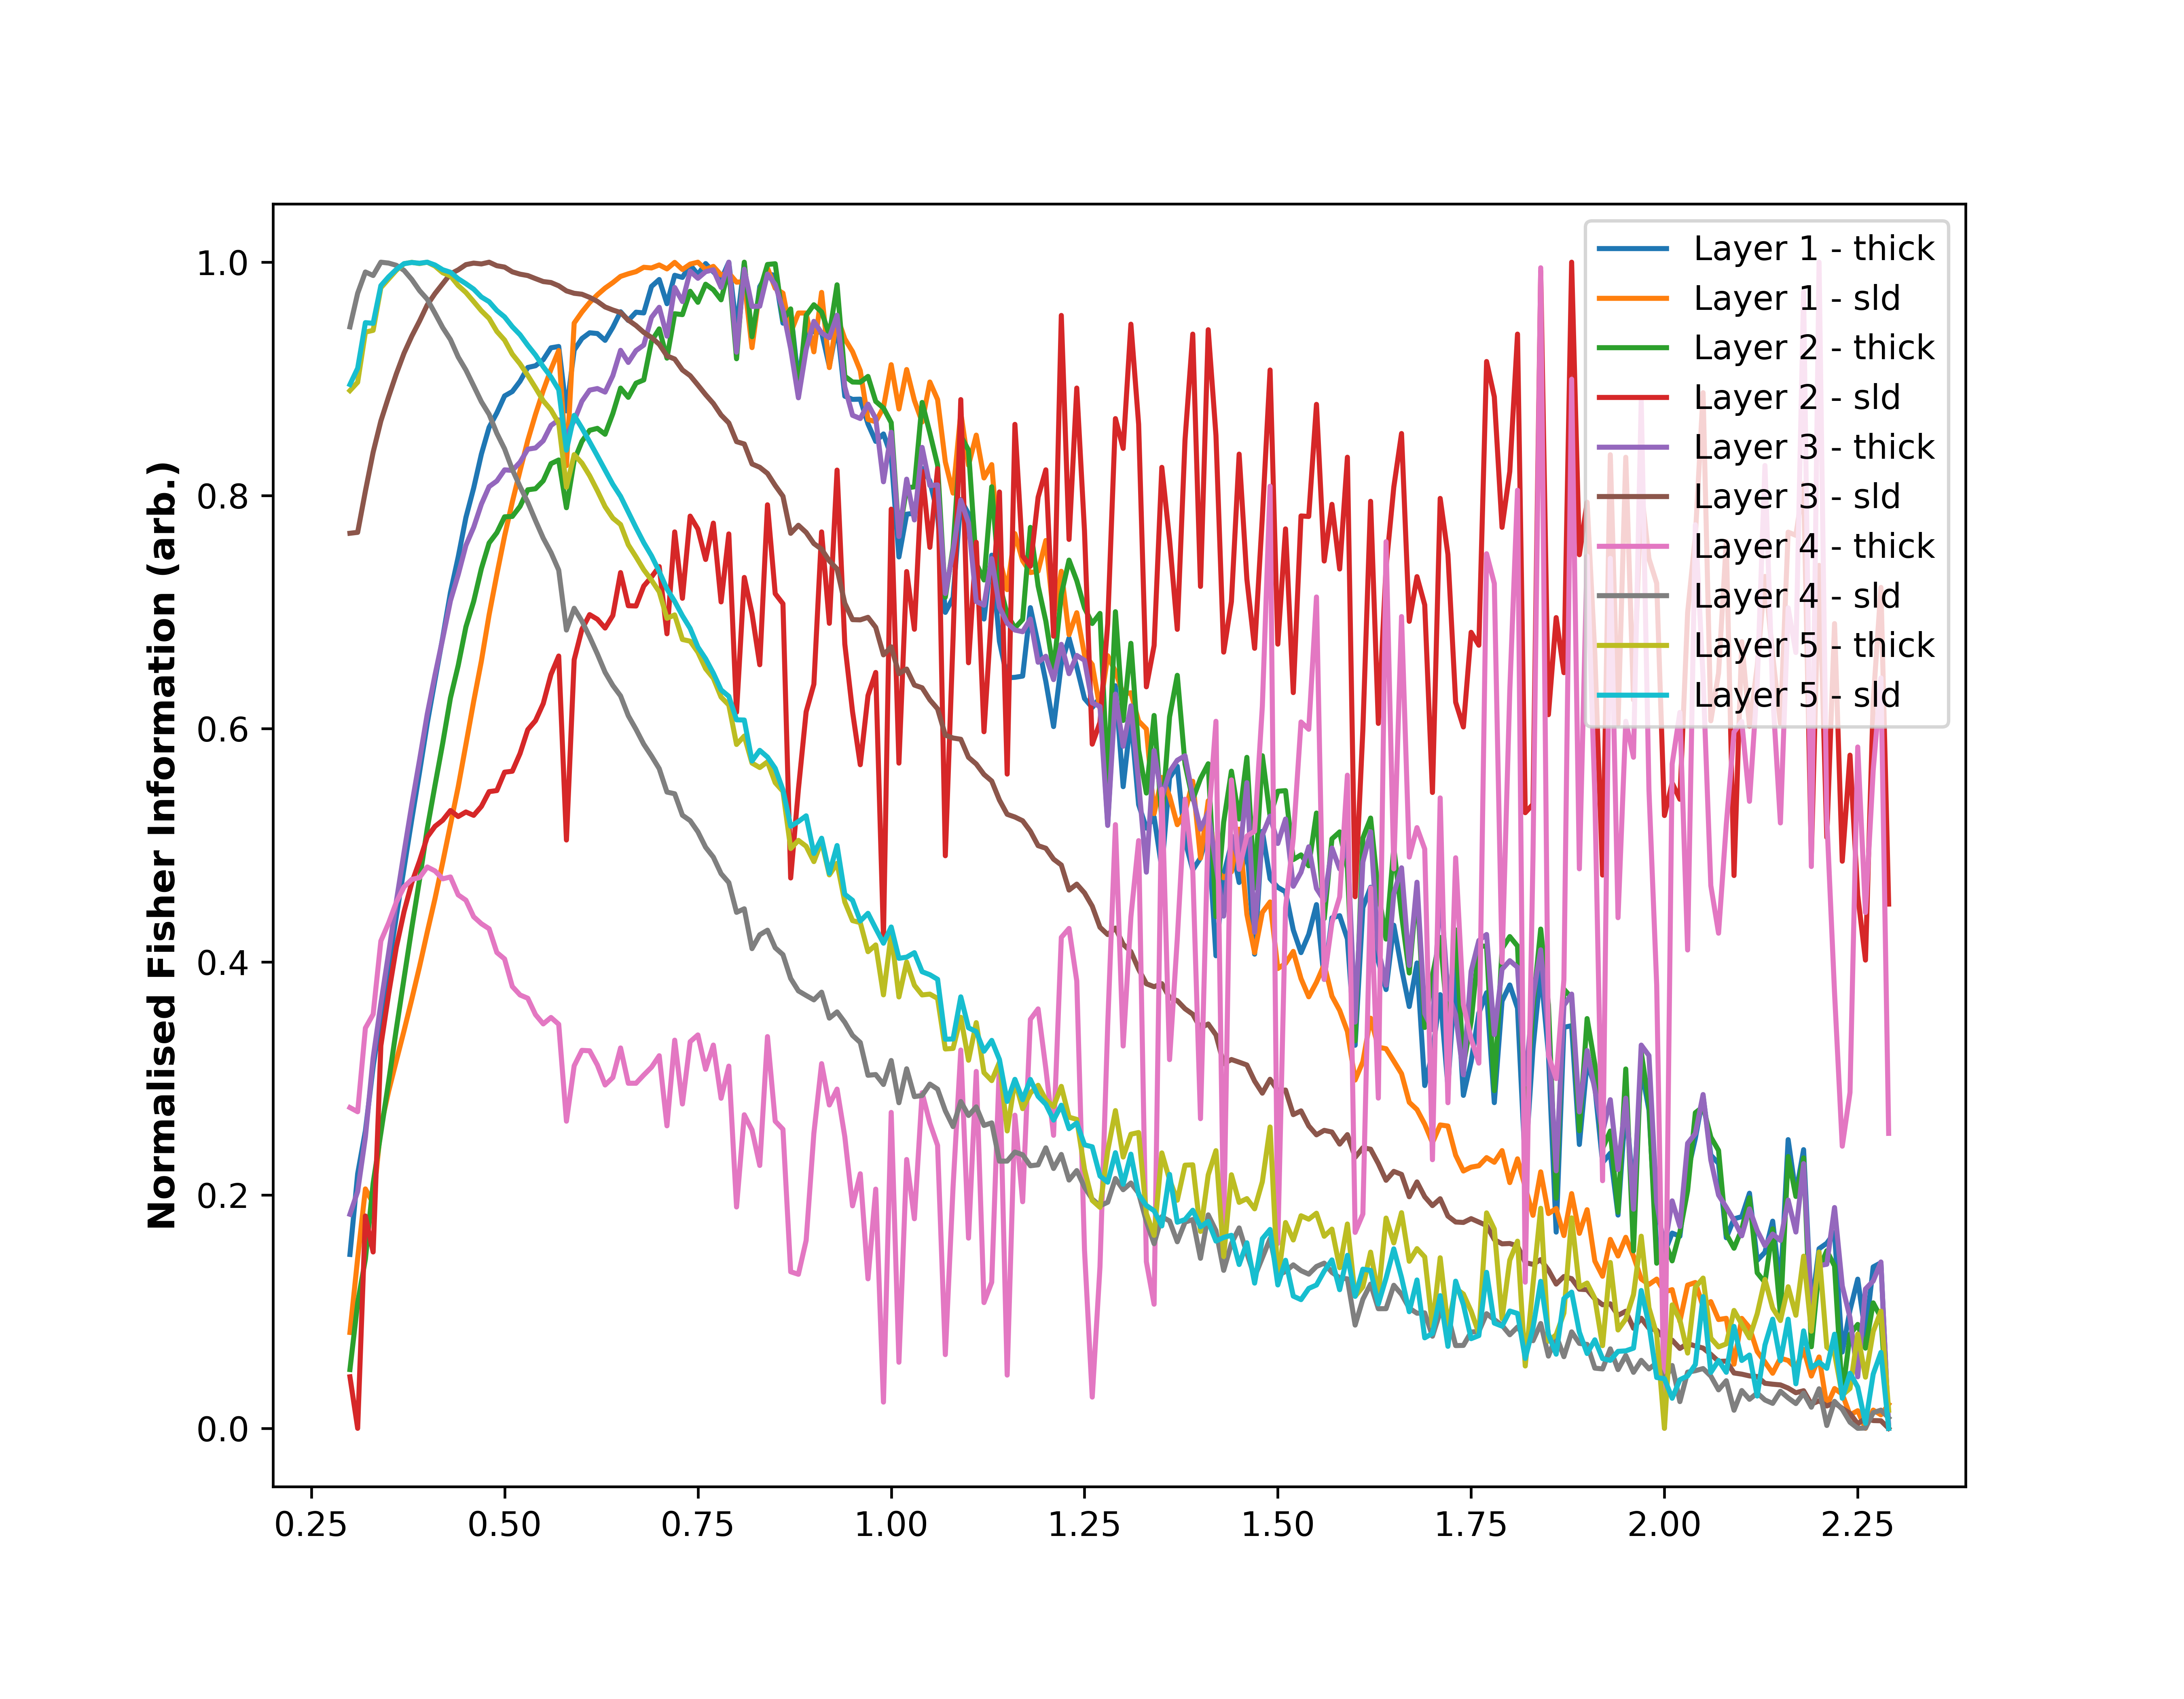 Normalised Fisher Information (arb.)
1.0
0.8
0.6
0.4
0.2
0.0
0.25 0.50 0.75 1.00 1.25 1.50 1.75 2.00 2.25
Layer 1 - thick
Layer 1 - sld
Layer 2 - thick
Layer 2 - sld
Layer 3 - thick
Layer 3 - sld
Layer 4 - thick
Layer 4 - sld
Layer 5 - thick
Layer 5 - sld